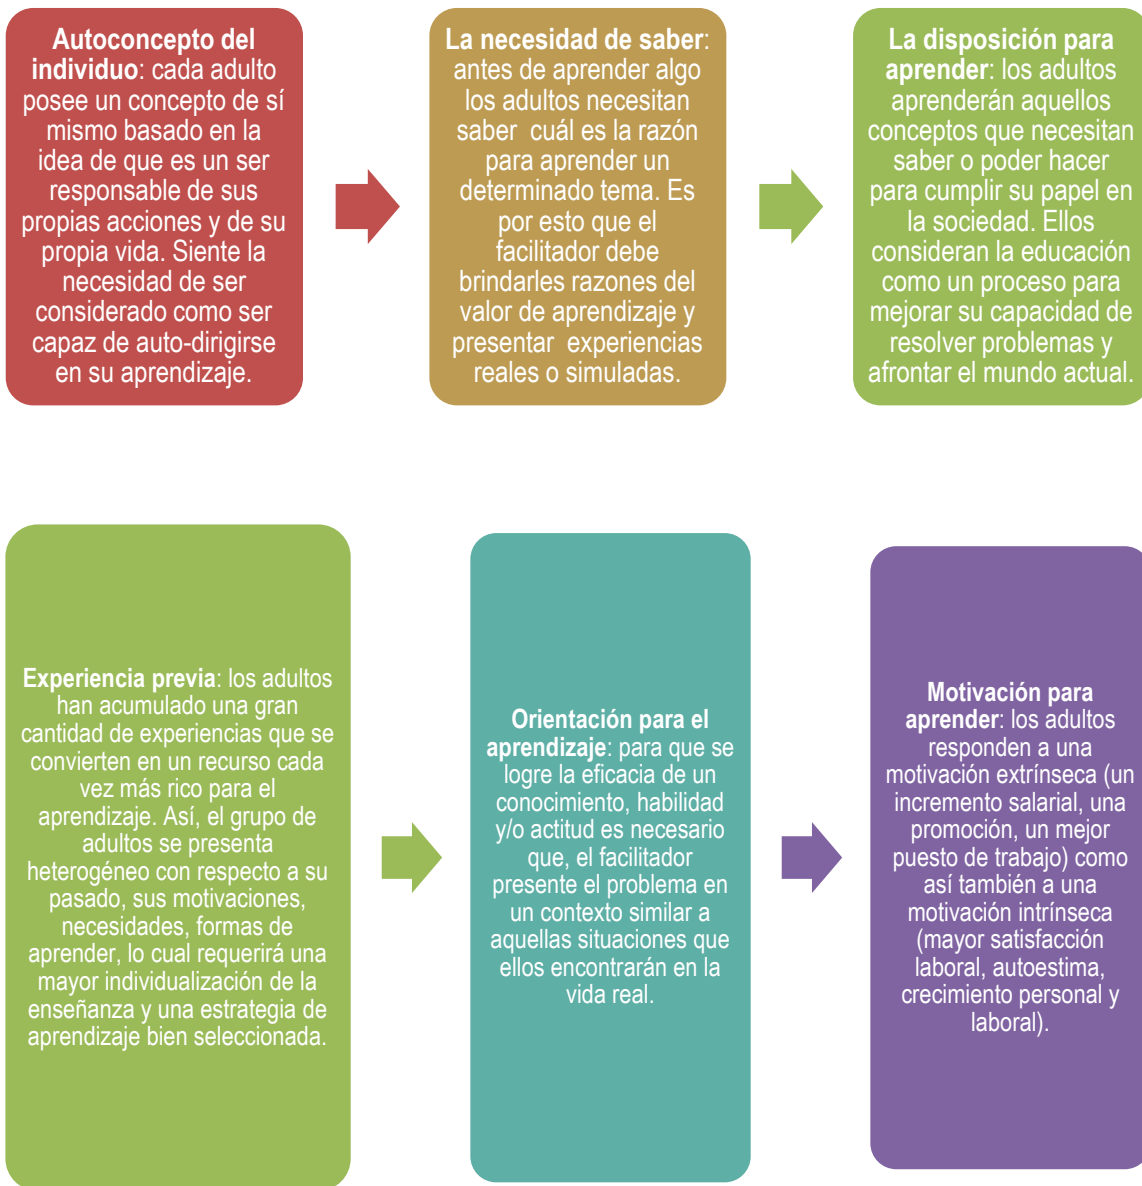 Autoconcepto del
individuo: cada adulto
posee un concepto de sí
mismo basado en la
idea de que es un ser
responsable de sus
propias acciones y de su
propia vida. Siente la
necesidad de ser
considerado como ser
capaz de auto-dirigirse
en su aprendizaje.
La necesidad de saber:
antes de aprender algo
los adultos necesitan
saber cuál es la razón
para aprender un
determinado tema. Es
por esto que el
facilitador debe
brindarles razones del
valor de aprendizaje y
presentar experiencias
reales o simuladas.
La disposición para
aprender: los adultos
aprenderán aquellos
conceptos que necesitan
saber o poder hacer
para cumplir su papel en
la sociedad. Ellos
consideran la educación
como un proceso para
mejorar su capacidad de
resolver problemas y
afrontar el mundo actual.
Experiencia previa: los adultos
han acumulado una gran
cantidad de experiencias que se
convierten en un recurso cada
vez más rico para el
aprendizaje. Así, el grupo de
adultos se presenta
heterogéneo con respecto a su
pasado, sus motivaciones,
necesidades, formas de
aprender, lo cual requerirá una
mayor individualización de la
enseñanza y una estrategia de
aprendizaje bien seleccionada.
Orientación para el
aprendizaje: para que se
logre la eficacia de un
conocimiento, habilidad
y/o actitud es necesario
que, el facilitador
presente el problema en
un contexto similar a
aquellas situaciones que
ellos encontrarán en la
vida real.
Motivación para
aprender: los adultos
responden a una
motivación extrínseca (un
incremento salarial, una
promoción, un mejor
puesto de trabajo) como
así también a una
motivación intrínseca
(mayor satisfacción
laboral, autoestima,
crecimiento personal y
laboral).